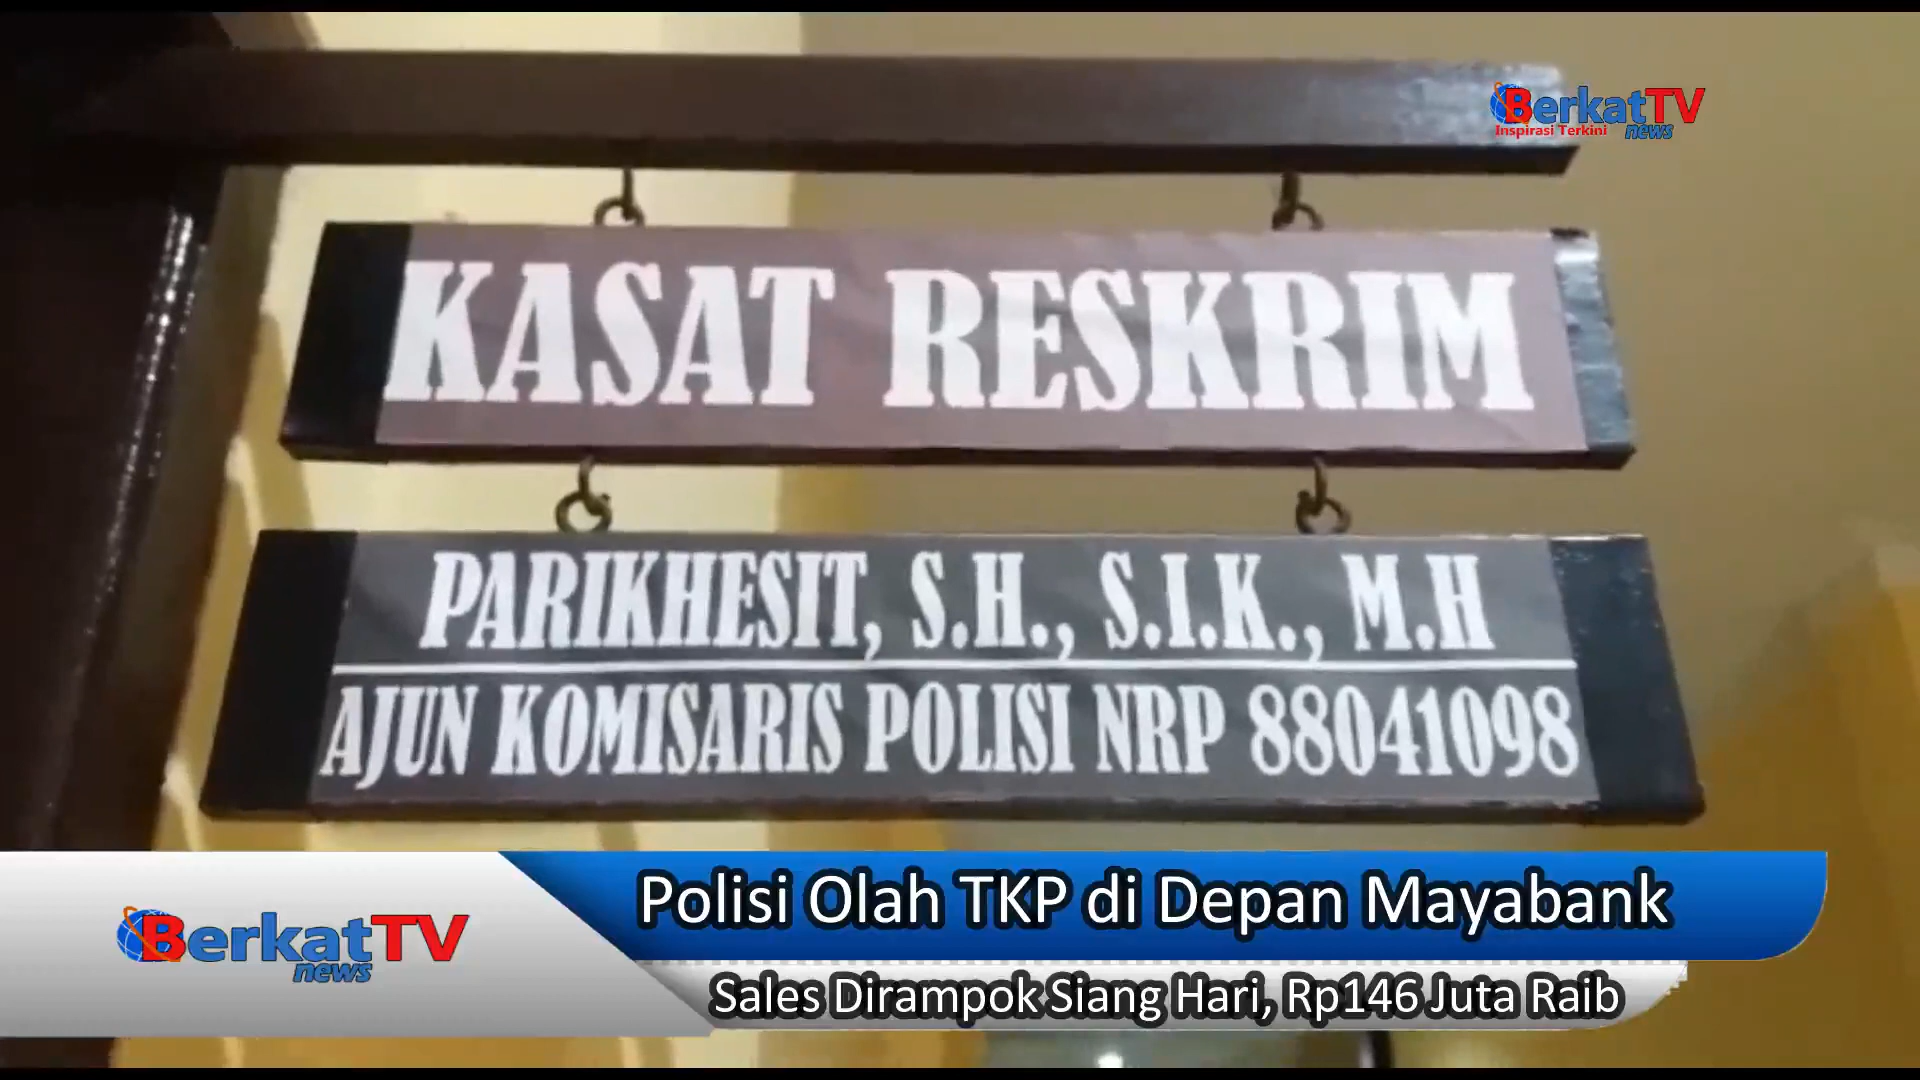 BerkatTV
Inspirasi Terkini news
KASAT RESKRIM
PARIKHESIT, S.H., S.I.K., M.H
AJUN KOMISARIS POLISI NRP 88041098
Polisi Olah TKP di Depan Mayabank
BerkatTV
news
Sales Dirampok Siang Hari, Rp146 Juta Raib